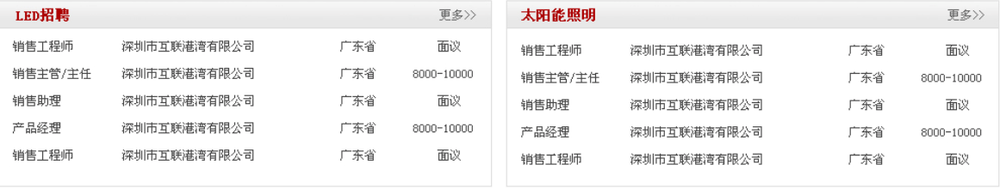 LED招聘 更多>>
销售工程师 深圳市互联港湾有限公司 广东省 面议
销售主管/主任 深圳市互联港湾有限公司 广东省 8000-10000
销售助理 深圳市互联港湾有限公司 广东省 面议
产品经理 深圳市互联港湾有限公司 广东省 8000-10000
销售工程师 深圳市互联港湾有限公司 广东省 面议
太阳能照明 更多>>
销售工程师 深圳市互联港湾有限公司 广东省 面议
销售主管/主任 深圳市互联港湾有限公司 广东省 8000-10000
销售助理 深圳市互联港湾有限公司 广东省 面议
产品经理 深圳市互联港湾有限公司 广东省 8000-10000
销售工程师 深圳市互联港湾有限公司 广东省 面议